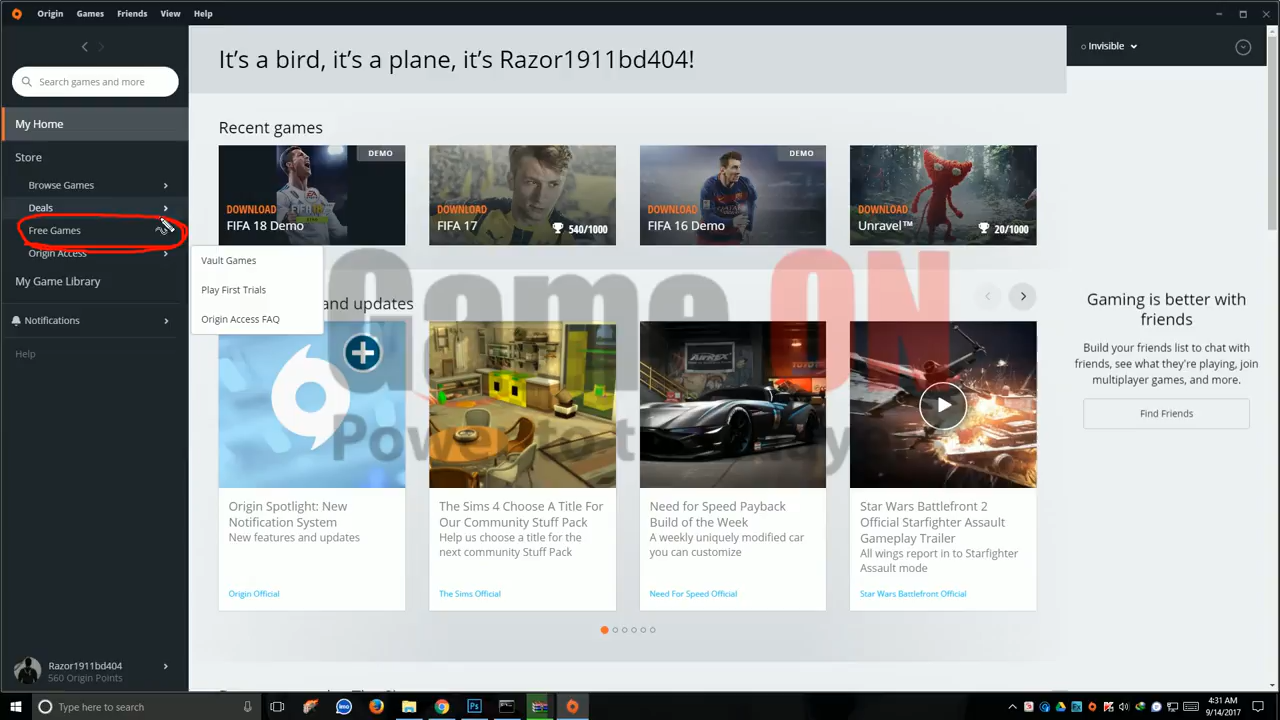 Origin Games Friends View Help
Search games and more
My Home
Store
Browse Games
Deals
Free Games
Origin Access
My Game Library
Notifications
Help
Razor1911bd404
560 Origin Points
Vault Games
Play First Trials
Origin Access FAQ
It's a bird, it's a plane, it's Razor1911bd404!
Recent games
DEMO
DOWNLOAD
FIFA 18 Demo
DOWNLOAD
FIFA 17
540/1000
DEMO
DOWNLOAD
FIFA 16 Demo
DOWNLOAD
Unravel™
20/1000
and updates
Game ON
Origin Spotlight: New
Notification System
New features and updates
Origin Official
The Sims 4 Choose A Title For
Our Community Stuff Pack
Help us choose a title for the
next community Stuff Pack
The Sims Official
AIREX
Need for Speed Payback
Build of the Week
A weekly uniquely modified car
you can customize
Need For Speed Official
Star Wars Battlefront 2
Official Starfighter Assault
Gameplay Trailer
All wings report in to Starfighter
Assault mode
Star Wars Battlefront Official
Invisible
Gaming is better with
friends
Build your friends list to chat with
friends, see what they're playing, join
multiplayer games, and more.
Find Friends
Type here to search
4:31 AM
9/14/2017